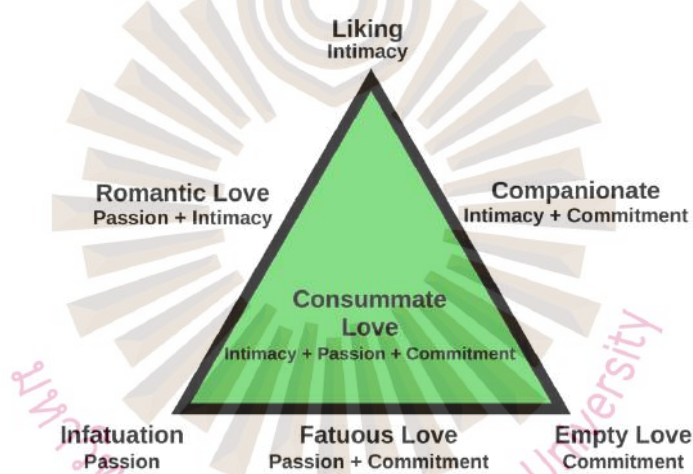 Liking
Intimacy
Romantic Love
Passion + Intimacy
Companionate
Intimacy + Commitment
Consummate
Love
Intimacy + Passion + Commitment
Infatuation
Passion
Fatuous Love
Passion + Commitment
Empty Love
Commitment
University